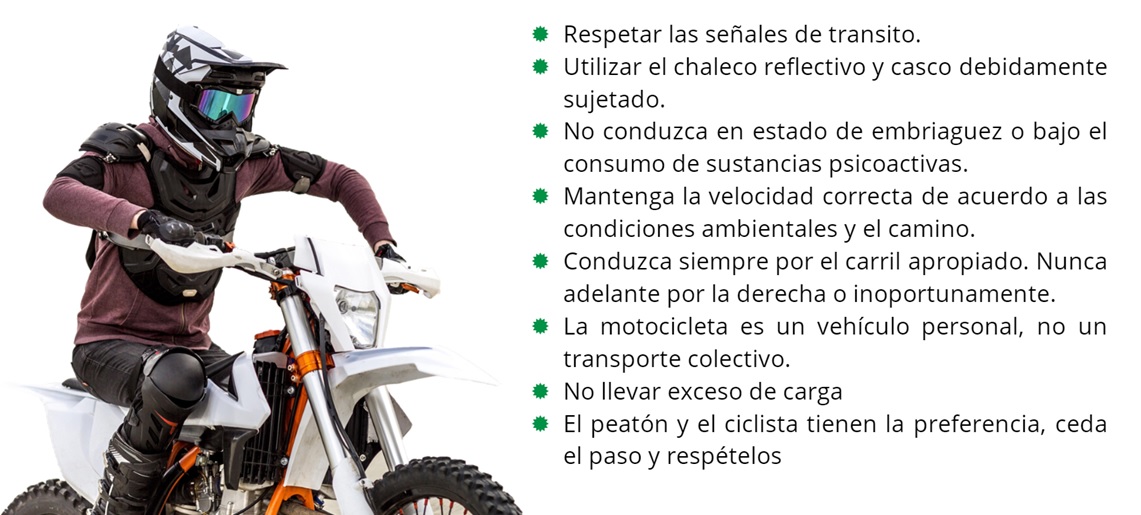 Respetar las señales de transito.
Utilizar el chaleco reflectivo y casco debidamente
sujetado.
No conduzca en estado de embriaguez o bajo el
consumo de sustancias psicoactivas.
Mantenga la velocidad correcta de acuerdo a las
condiciones ambientales y el camino.
Conduzca siempre por el carril apropiado. Nunca
adelante por la derecha o inoportunamente.
La motocicleta es un vehículo personal, no un
transporte colectivo.
No llevar exceso de carga
El peatón y el ciclista tienen la preferencia, ceda
el paso y respételos